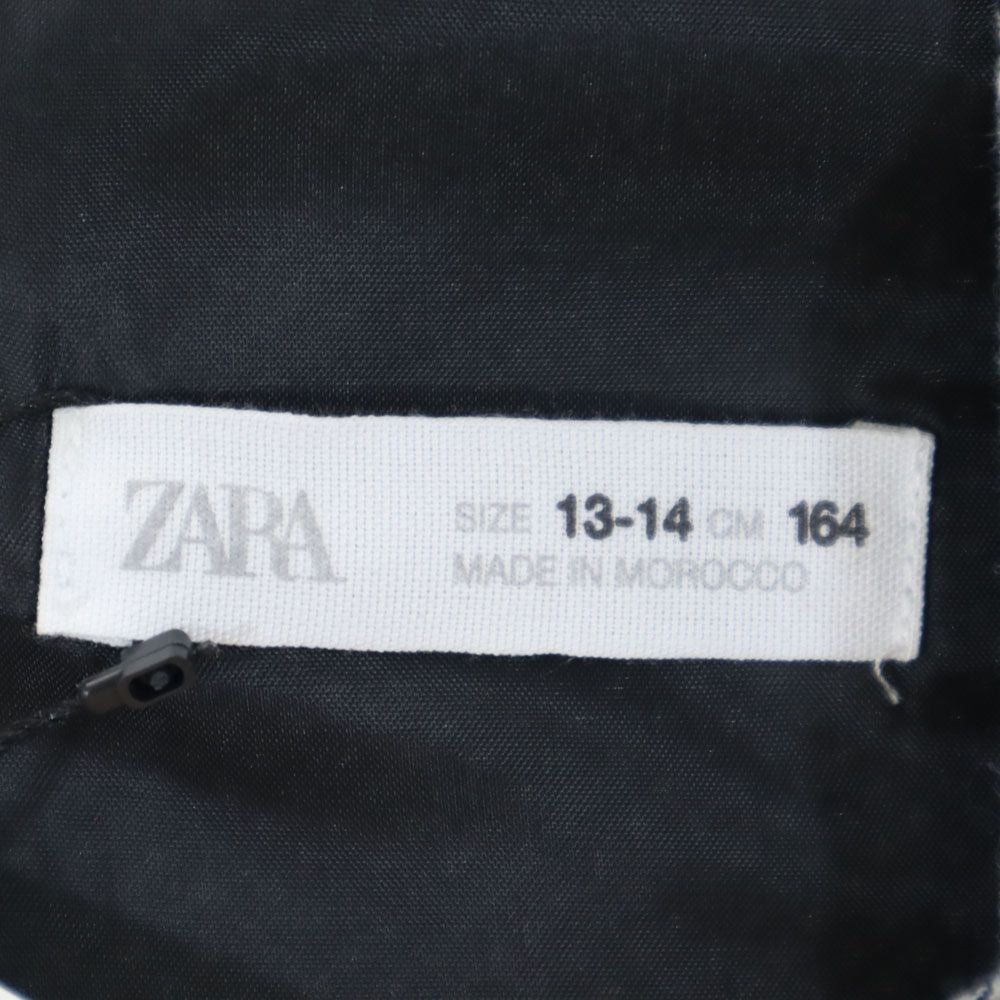 ZARA
SIZE 13-14 CM 164
MADE IN MOROCCO